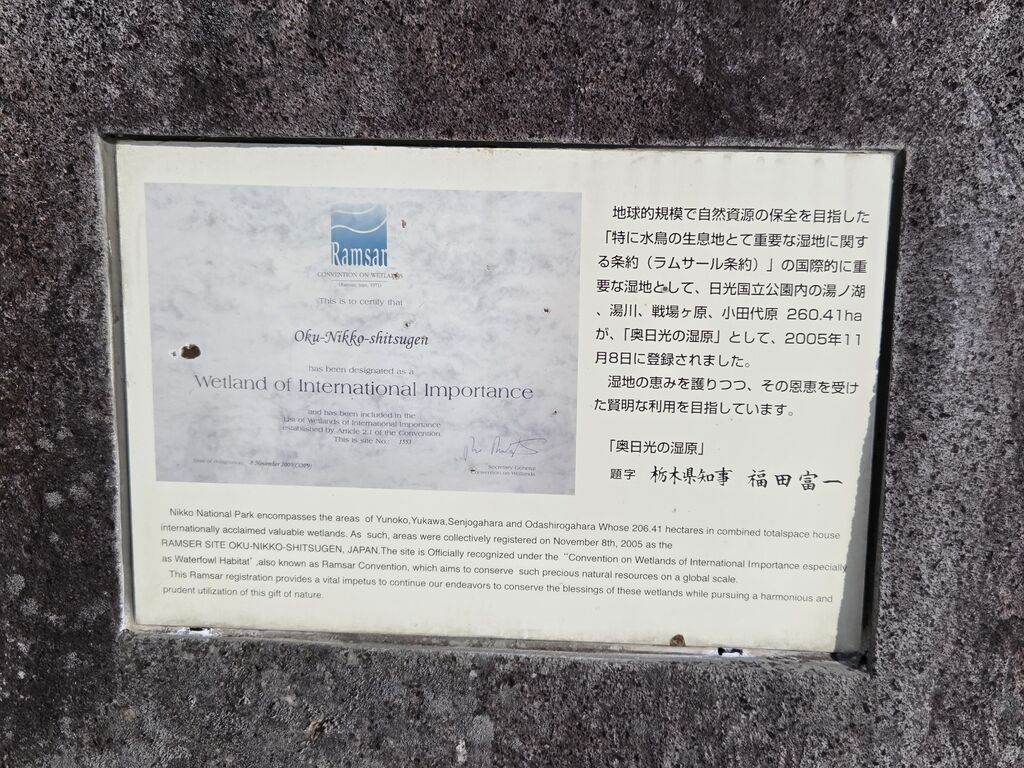 Ramsar
CONVENTION ON WETLANDS
(Ramsar, Iran, 1971)
This is to certify that
Oku-Nikko-shitsugen
has been designated as a
Wetland of International Importance
and has been included in the
List of Wetlands of International Importance
established by Article 2.1 of the Convention.
This is site No.: 1553
Date of designation: 8 November 2005 (COP9)
Secretary General
Convention on Wetlands
地球的規模で自然資源の保全を目指した
「特に水鳥の生息地とて重要な湿地に関す
る条約（ラムサール条約）」の国際的に重
要な湿地として、日光国立公園内の湯ノ湖
、湯川、戦場ヶ原、小田代原 260.41ha
が、「奥日光の湿原」として、2005年11
月8日に登録されました。
湿地の恵みを護りつつ、その恩恵を受け
た賢明な利用を目指しています。
「奥日光の湿原」
題字 栃木県知事 福田富一
Nikko National Park encompasses the areas of Yunoko,Yukawa,Senjogahara and Odashirogahara Whose 206.41 hectares in combined totalspace house
internationally acclaimed valuable wetlands. As such, areas were collectively registered on November 8th, 2005 as the
RAMSER SITE OKU-NIKKO-SHITSUGEN, JAPAN.The site is Officially recognized under the "Convention on Wetlands of International Importance especially
as Waterfowl Habitat" ,also known as Ramsar Convention, which aims to conserve such precious natural resources on a global scale.
This Ramsar registration provides a vital impetus to continue our endeavors to conserve the blessings of these wetlands while pursuing a harmonious and
prudent utilization of this gift of nature.